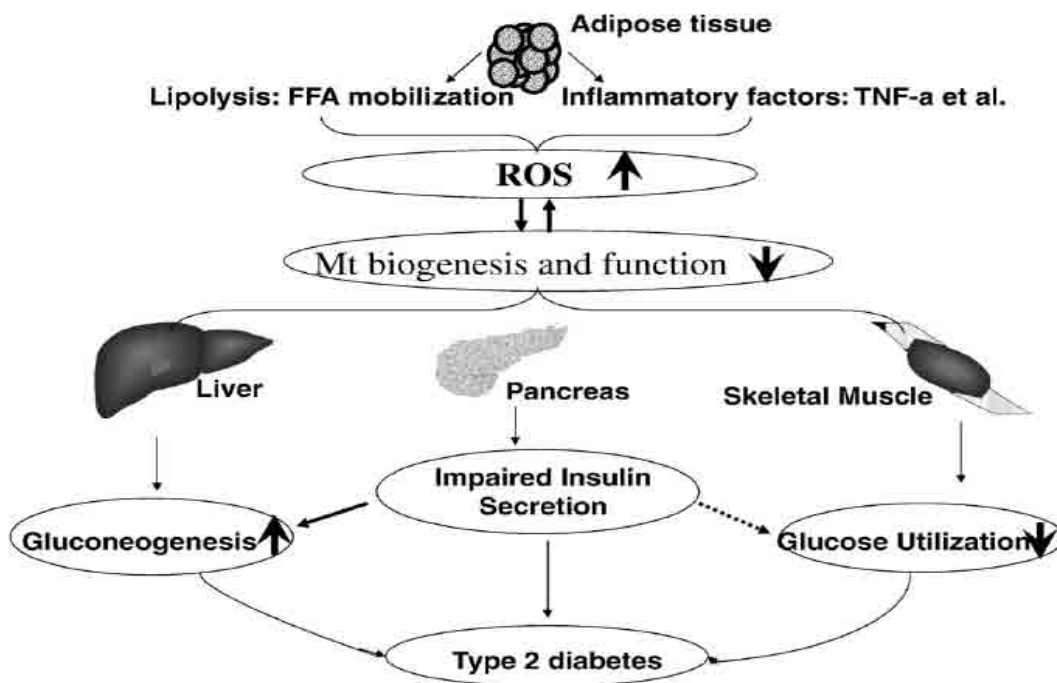 Adipose tissue
Lipolysis: FFA mobilization
Inflammatory factors: TNF-a et al.
ROS
Mt biogenesis and function
Liver
Pancreas
Skeletal Muscle
Impaired Insulin
Secretion
Gluconeogenesis
Glucose Utilization
Type 2 diabetes